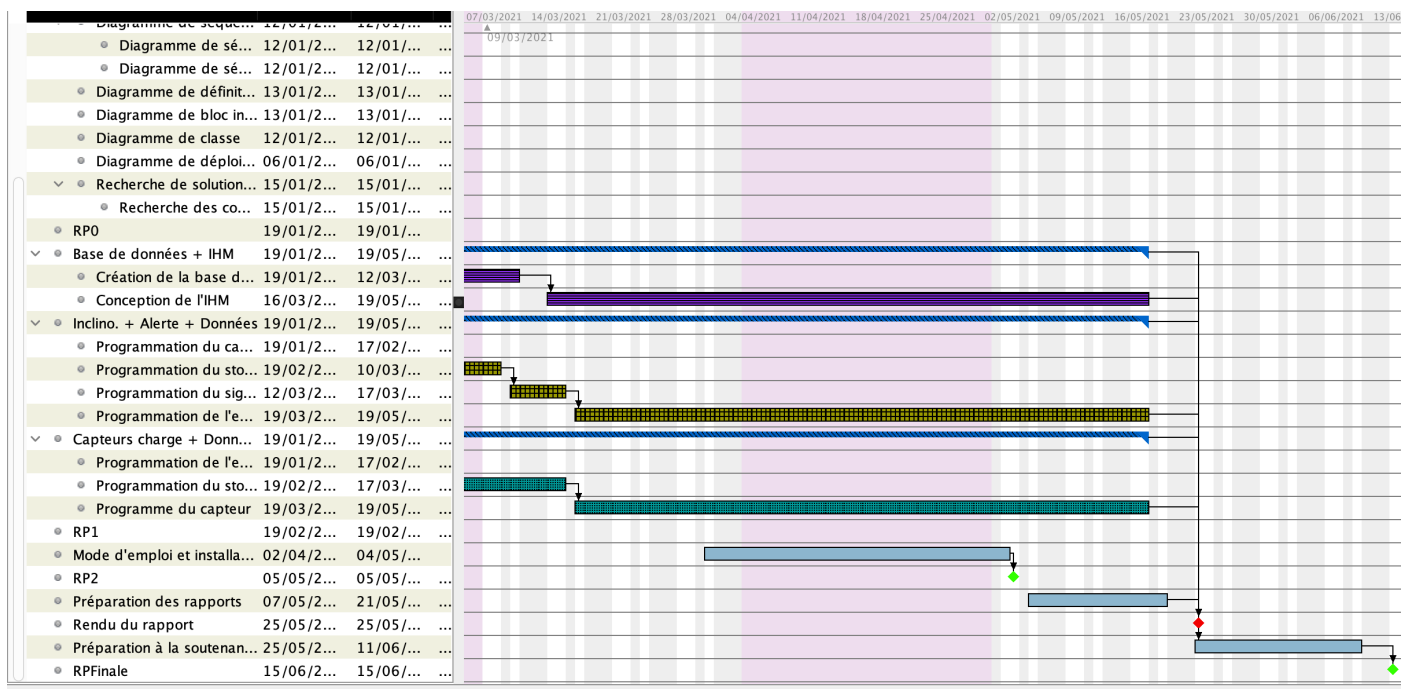 07/03/2021 14/03/2021 21/03/2021 28/03/2021 04/04/2021 11/04/2021 18/04/2021 25/04/2021 02/05/2021 09/05/2021 16/05/2021 23/05/2021 30/05/2021 06/06/2021 13/06
09/03/2021
Diagramme de séque... 12/01/2... 12/01/... ...
Diagramme de sé... 12/01/2... 12/01/... ...
Diagramme de sé... 12/01/2... 12/01/... ...
Diagramme de définit... 13/01/2... 13/01/... ...
Diagramme de bloc in... 13/01/2... 13/01/... ...
Diagramme de classe 12/01/2... 12/01/... ...
Diagramme de déploi... 06/01/2... 06/01/... ...
Recherche de solution... 15/01/2... 15/01/... ...
Recherche des co... 15/01/2... 15/01/... ...
RP0 19/01/2... 19/01/...
Base de données + IHM 19/01/2... 19/05/... ...
Création de la base d... 19/01/2... 12/03/... ...
Conception de l'IHM 16/03/2... 19/05/... ...
Inclino. + Alerte + Données 19/01/2... 19/05/... ...
Programmation du ca... 19/01/2... 17/02/... ...
Programmation du sto... 19/02/2... 10/03/... ...
Programmation du sig... 12/03/2... 17/03/... ...
Programmation de l'e... 19/03/2... 19/05/... ...
Capteurs charge + Donn... 19/01/2... 19/05/... ...
Programmation de l'e... 19/01/2... 17/02/... ...
Programmation du sto... 19/02/2... 17/03/... ...
Programme du capteur 19/03/2... 19/05/... ...
RP1 19/02/2... 19/02/... ...
Mode d'emploi et installa... 02/04/2... 04/05/... ...
RP2 05/05/2... 05/05/... ...
Préparation des rapports 07/05/2... 21/05/... ...
Rendu du rapport 25/05/2... 25/05/... ...
Préparation à la soutenan... 25/05/2... 11/06/... ...
RPFinale 15/06/2... 15/06/... ...